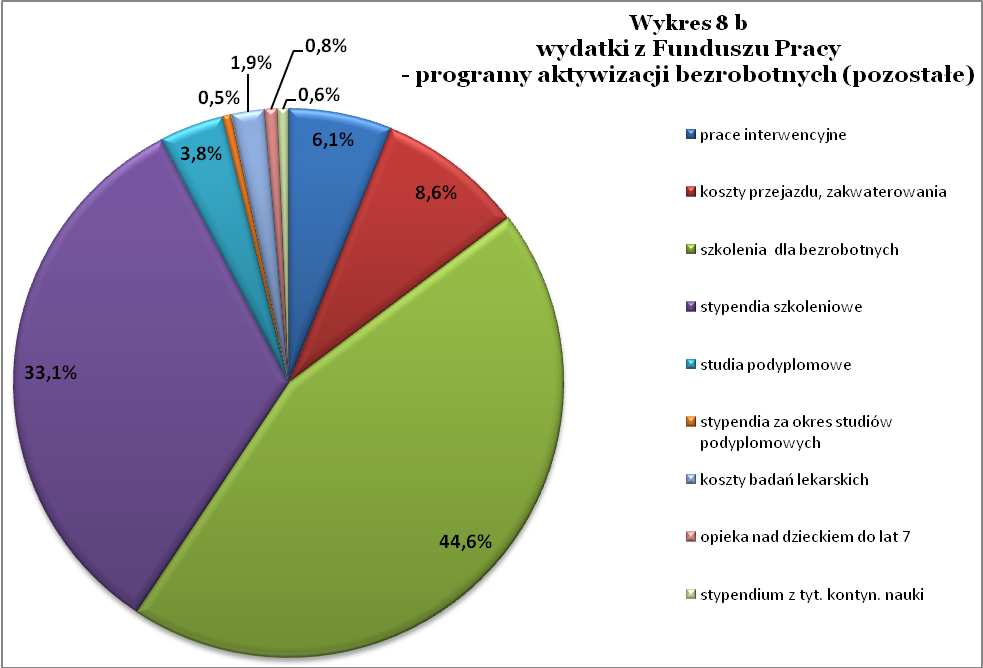 Wykres 8 b
wydatki z Funduszu Pracy
- programy aktywizacji bezrobotnych (pozostałe)
0,8%
1,9%
0,5%
0,6%
3,8%
6,1%
8,6%
33,1%
44,6%
prace interwencyjne
koszty przejazdu, zakwaterowania
szkolenia dla bezrobotnych
stypendia szkoleniowe
studia podyplomowe
stypendia za okres studiów
podyplomowych
koszty badań lekarskich
opieka nad dzieckiem do lat 7
stypendium z tyt. kontyn. nauki